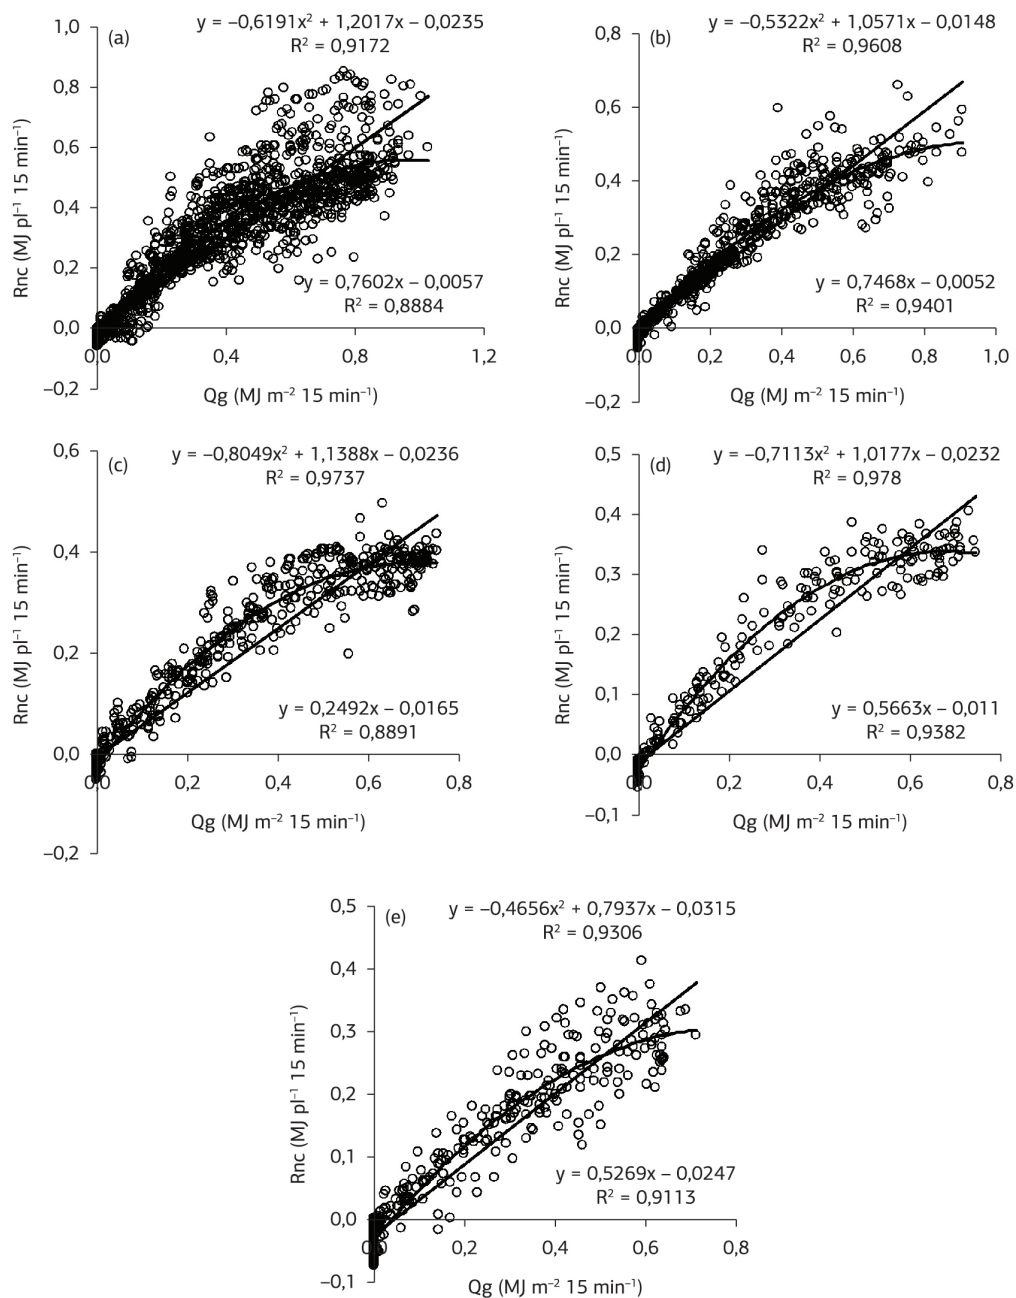 (a)
y = –0,6191x² + 1,2017x – 0,0235
R² = 0,9172
1,0
0,8
0,6
0,4
0,2
0,0
–0,2
Rnc (MJ pl⁻¹ 15 min⁻¹)
y = 0,7602x – 0,0057
R² = 0,8884
0,0 0,4 0,8 1,2
Qg (MJ m⁻² 15 min⁻¹)
(b)
y = –0,5322x² + 1,0571x – 0,0148
R² = 0,9608
0,8
0,6
0,4
0,2
0,0
–0,2
Rnc (MJ pl⁻¹ 15 min⁻¹)
y = 0,7468x – 0,0052
R² = 0,9401
0,0 0,2 0,4 0,6 0,8 1,0
Qg (MJ m⁻² 15 min⁻¹)
(c)
y = –0,8049x² + 1,1388x – 0,0236
R² = 0,9737
0,6
0,4
0,2
0,0
–0,2
Rnc (MJ pl⁻¹ 15 min⁻¹)
y = 0,2492x – 0,0165
R² = 0,8891
0,0 0,2 0,4 0,6 0,8
Qg (MJ m⁻² 15 min⁻¹)
(d)
y = –0,7113x² + 1,0177x – 0,0232
R² = 0,978
0,5
0,4
0,3
0,2
0,1
0,0
–0,1
Rnc (MJ pl⁻¹ 15 min⁻¹)
y = 0,5663x – 0,011
R² = 0,9382
0,0 0,2 0,4 0,6 0,8
Qg (MJ m⁻² 15 min⁻¹)
(e)
y = –0,4656x² + 0,7937x – 0,0315
R² = 0,9306
0,5
0,4
0,3
0,2
0,1
0,0
–0,1
Rnc (MJ pl⁻¹ 15 min⁻¹)
y = 0,5269x – 0,0247
R² = 0,9113
0,2 0,4 0,6 0,8
Qg (MJ m⁻² 15 min⁻¹)